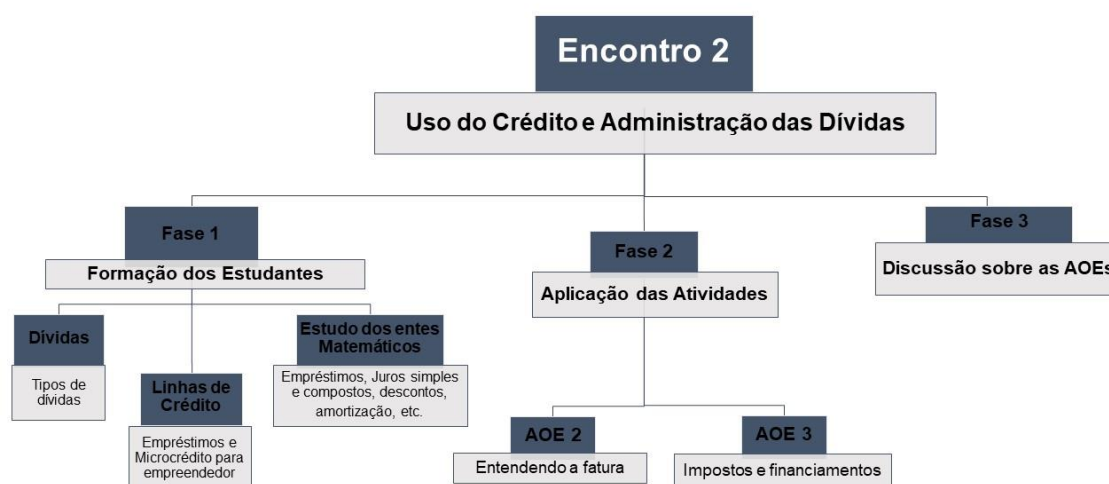 Encontro 2
Uso do Crédito e Administração das Dívidas
Fase 1
Formação dos Estudantes
Dívidas
Tipos de
dívidas
Linhas de
Crédito
Empréstimos e
Microcrédito para
empreendedor
Estudo dos entes
Matemáticos
Empréstimos, Juros simples
e compostos, descontos,
amortização, etc.
Fase 2
Aplicação das Atividades
AOE 2
Entendendo a fatura
AOE 3
Impostos e financiamentos
Fase 3
Discussão sobre as AOEs